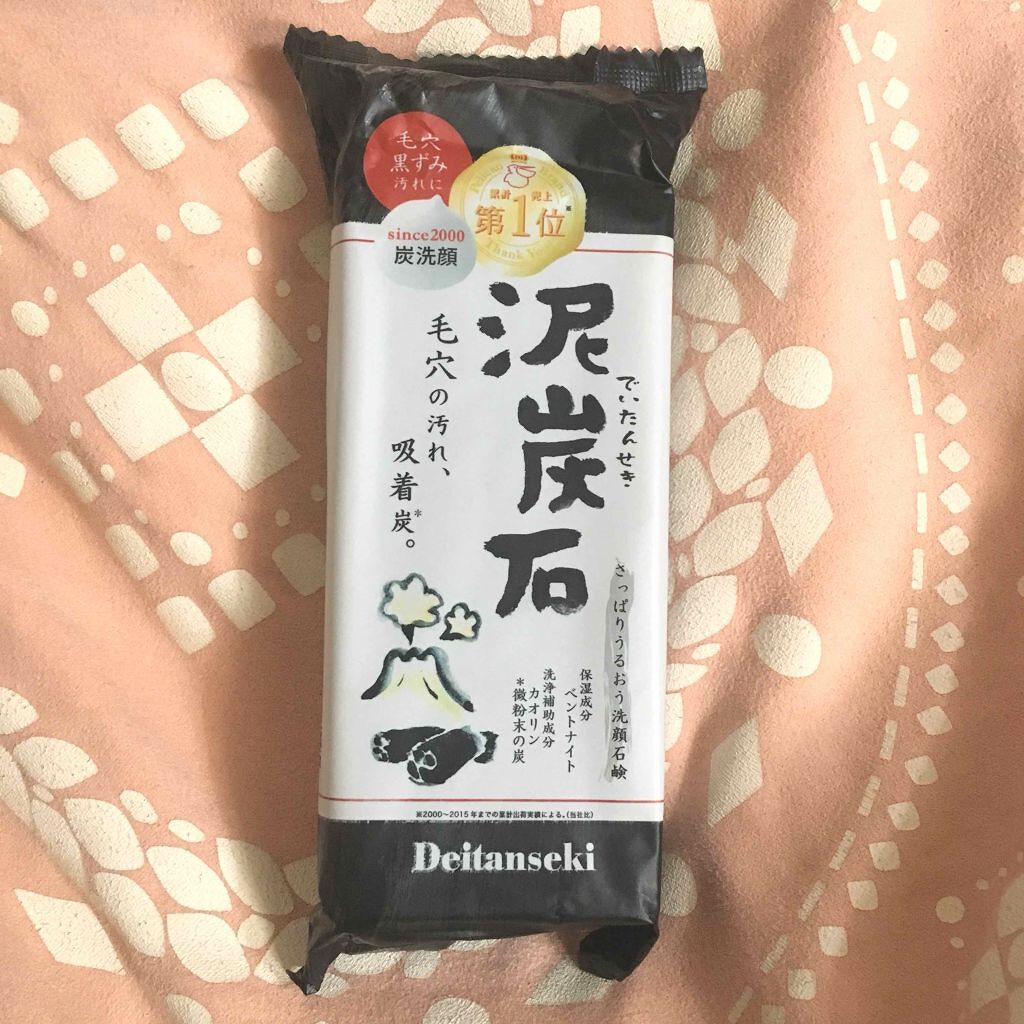 毛穴
黒ずみ
汚れに
累計 売上
第1位※
Thank You
since2000
炭洗顔
泥炭石
でいたんせき
毛穴の汚れ、
吸着炭*。
さっぱりうるおう洗顔石鹸
保湿成分
ベントナイト
洗浄補助成分
カオリン
*微粉末の炭
※2000～2015年までの累計出荷実績による。(当社比)
Deitanseki